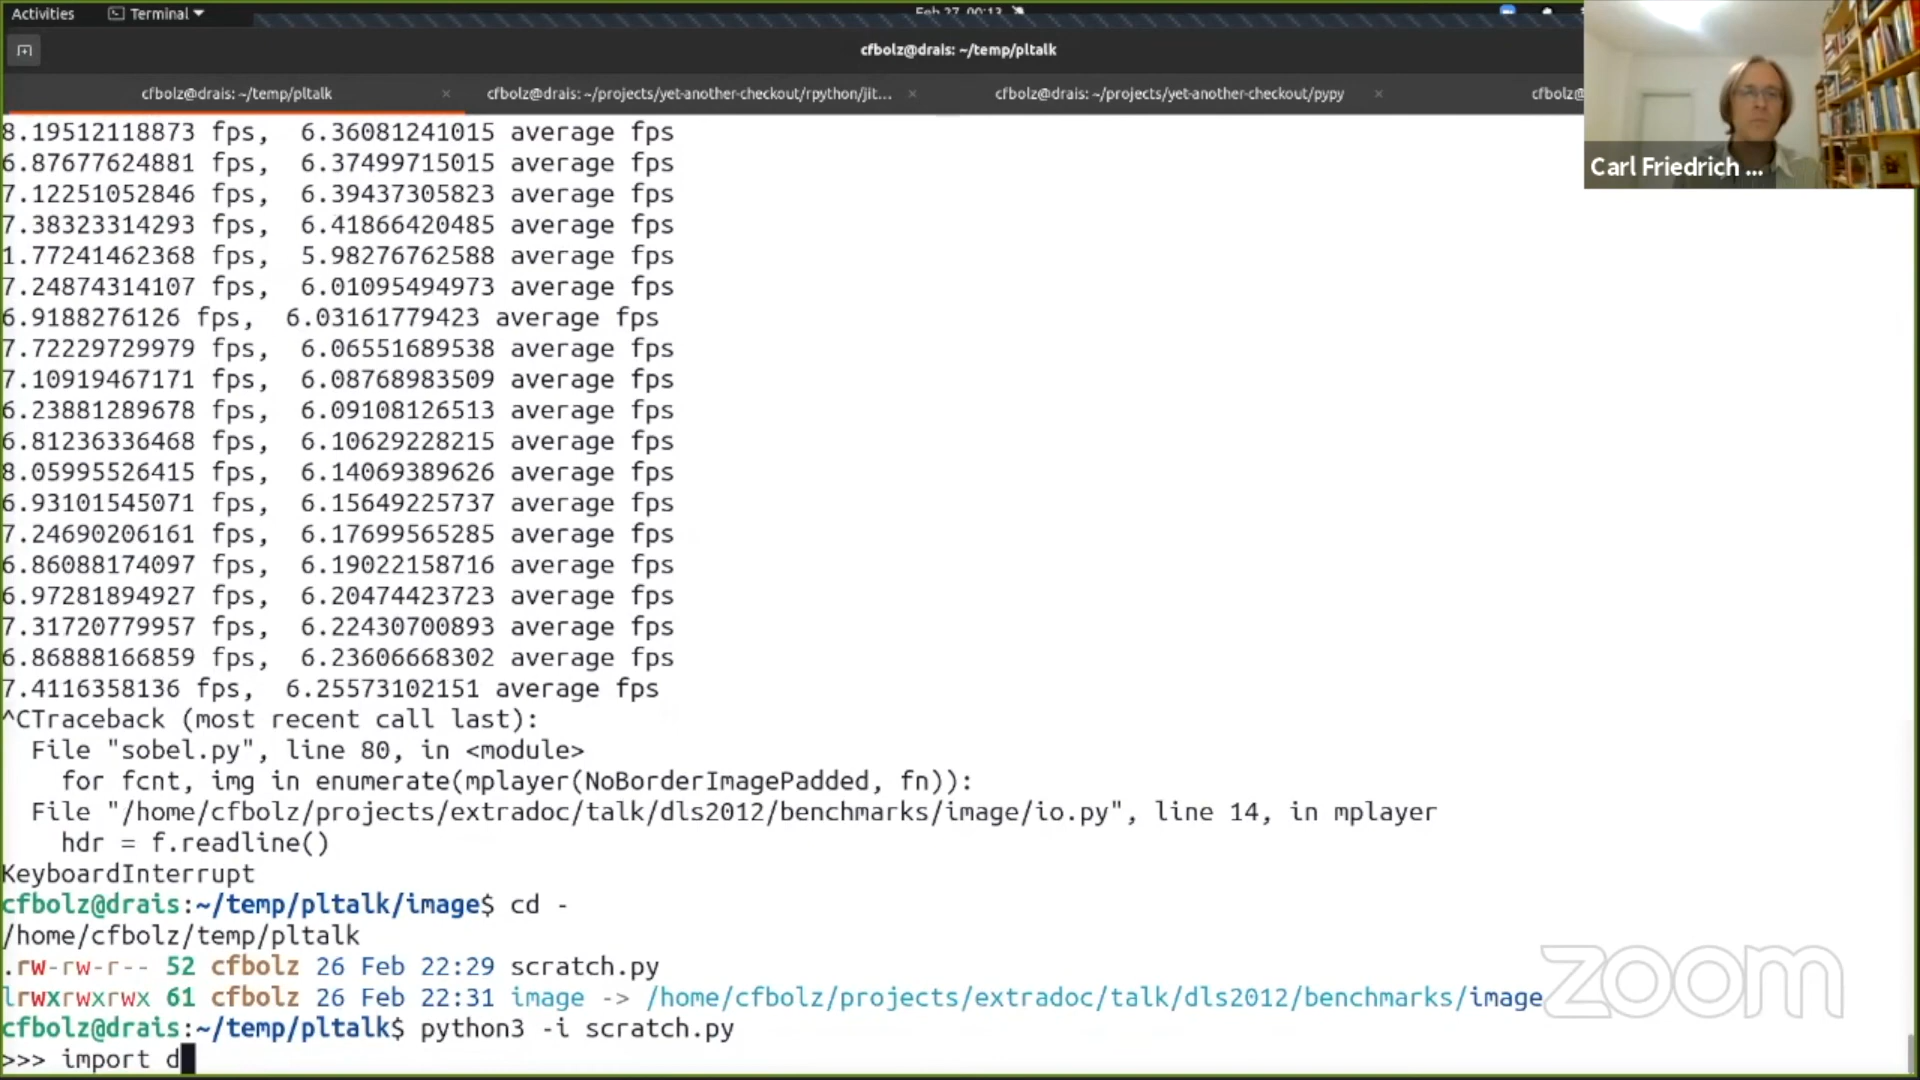 Activities
Terminal
Feb 27 00:13
cfbolz@drais: ~/temp/pltalk
cfbolz@drais: ~/temp/pltalk ×
cfbolz@drais: ~/projects/yet-another-checkout/rpython/jit... ×
cfbolz@drais: ~/projects/yet-another-checkout/pypy ×
cfbolz@
Carl Friedrich ...
8.19512118873 fps,  6.36081241015 average fps
6.87677624881 fps,  6.37499715015 average fps
7.12251052846 fps,  6.39437305823 average fps
7.38323314293 fps,  6.41866420485 average fps
1.77241462368 fps,  5.98276762588 average fps
7.24874314107 fps,  6.01095494973 average fps
6.9188276126 fps,  6.03161779423 average fps
7.72229729979 fps,  6.06551689538 average fps
7.10919467171 fps,  6.08768983509 average fps
6.23881289678 fps,  6.09108126513 average fps
6.81236336468 fps,  6.10629228215 average fps
8.05995526415 fps,  6.14069389626 average fps
6.93101545071 fps,  6.15649225737 average fps
7.24690206161 fps,  6.17699565285 average fps
6.86088174097 fps,  6.19022158716 average fps
6.97281894927 fps,  6.20474423723 average fps
7.31720779957 fps,  6.22430700893 average fps
6.86888166859 fps,  6.23606668302 average fps
7.4116358136 fps,  6.25573102151 average fps
^CTraceback (most recent call last):
  File "sobel.py", line 80, in <module>
    for fcnt, img in enumerate(mplayer(NoBorderImagePadded, fn)):
  File "/home/cfbolz/projects/extradoc/talk/dls2012/benchmarks/image/io.py", line 14, in mplayer
    hdr = f.readline()
KeyboardInterrupt
cfbolz@drais:~/temp/pltalk/image$ cd -
/home/cfbolz/temp/pltalk
.rw-rw-r-- 52 cfbolz 26 Feb 22:29 scratch.py
lrwxrwxrwx 61 cfbolz 26 Feb 22:31 image -> /home/cfbolz/projects/extradoc/talk/dls2012/benchmarks/image
cfbolz@drais:~/temp/pltalk$ python3 -i scratch.py
>>> import d
zoom